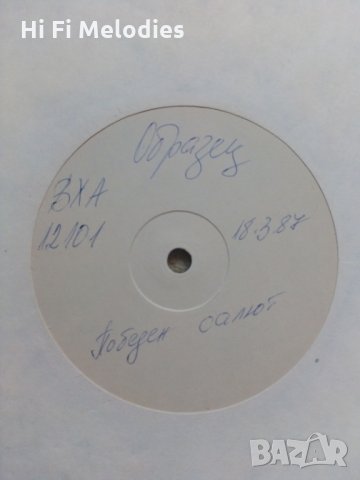 Hi Fi Melodies
Образец
ВХА
12101
18.3.87
Победен салют
BAZAR
.bg